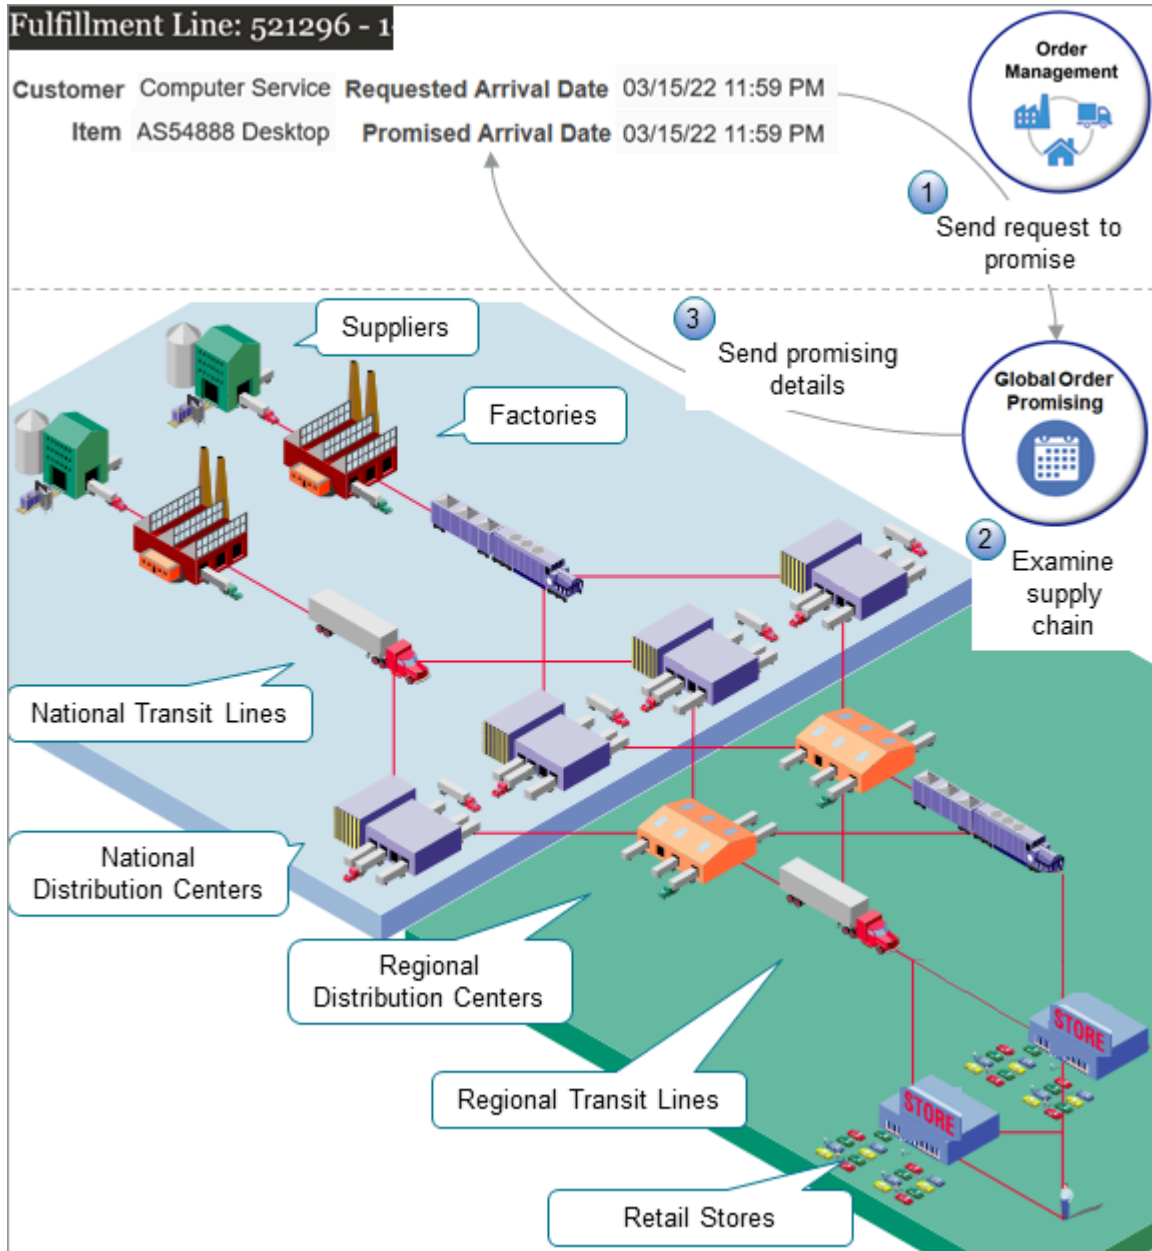 Fulfillment Line: 521296 - 1
Order
Management
Customer Computer Service Requested Arrival Date 03/15/22 11:59 PM
Item AS54888 Desktop Promised Arrival Date 03/15/22 11:59 PM
1
Send request to
promise
3
Send promising
details
Suppliers
Global Order
Promising
Factories
2
Examine
supply
chain
National Transit Lines
National
Distribution Centers
Regional
Distribution Centers
Regional Transit Lines
STORE
STORE
Retail Stores